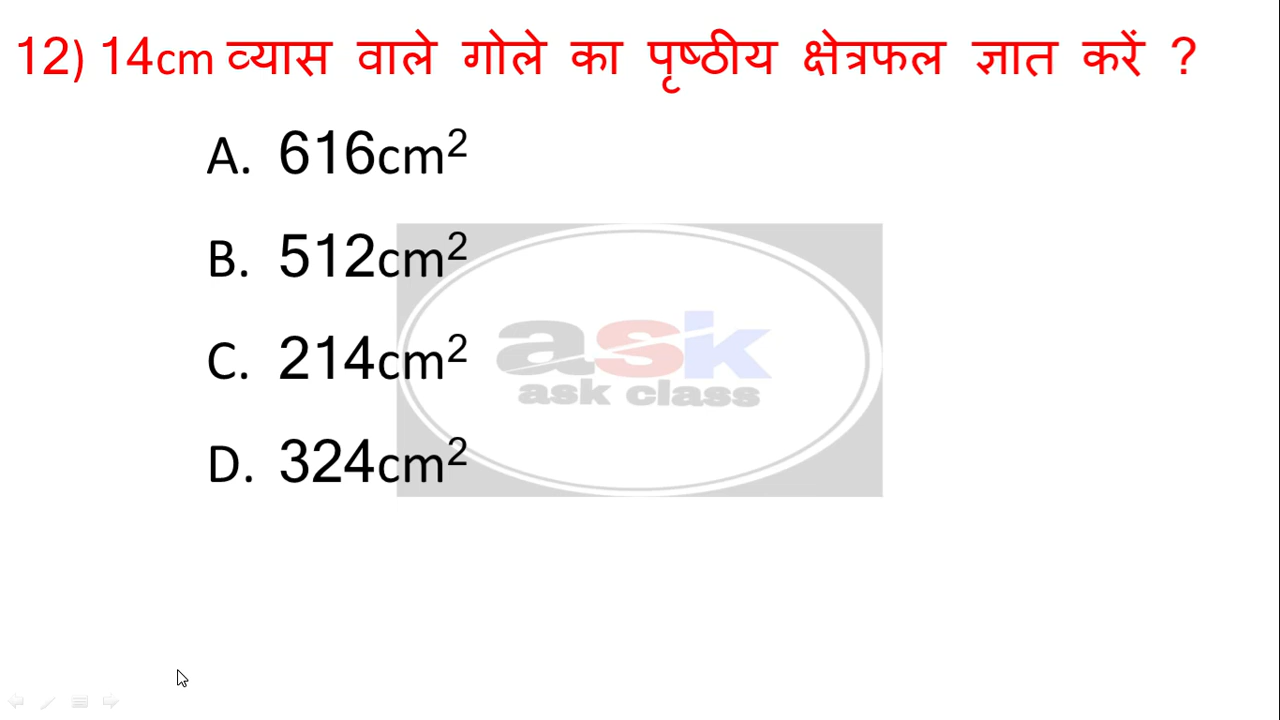 12) 14cm व्यास वाले गोले का पृष्ठीय क्षेत्रफल ज्ञात करें ?
A. 616cm²
B. 512cm²
C. 214cm²
D. 324cm²
ask
ask class